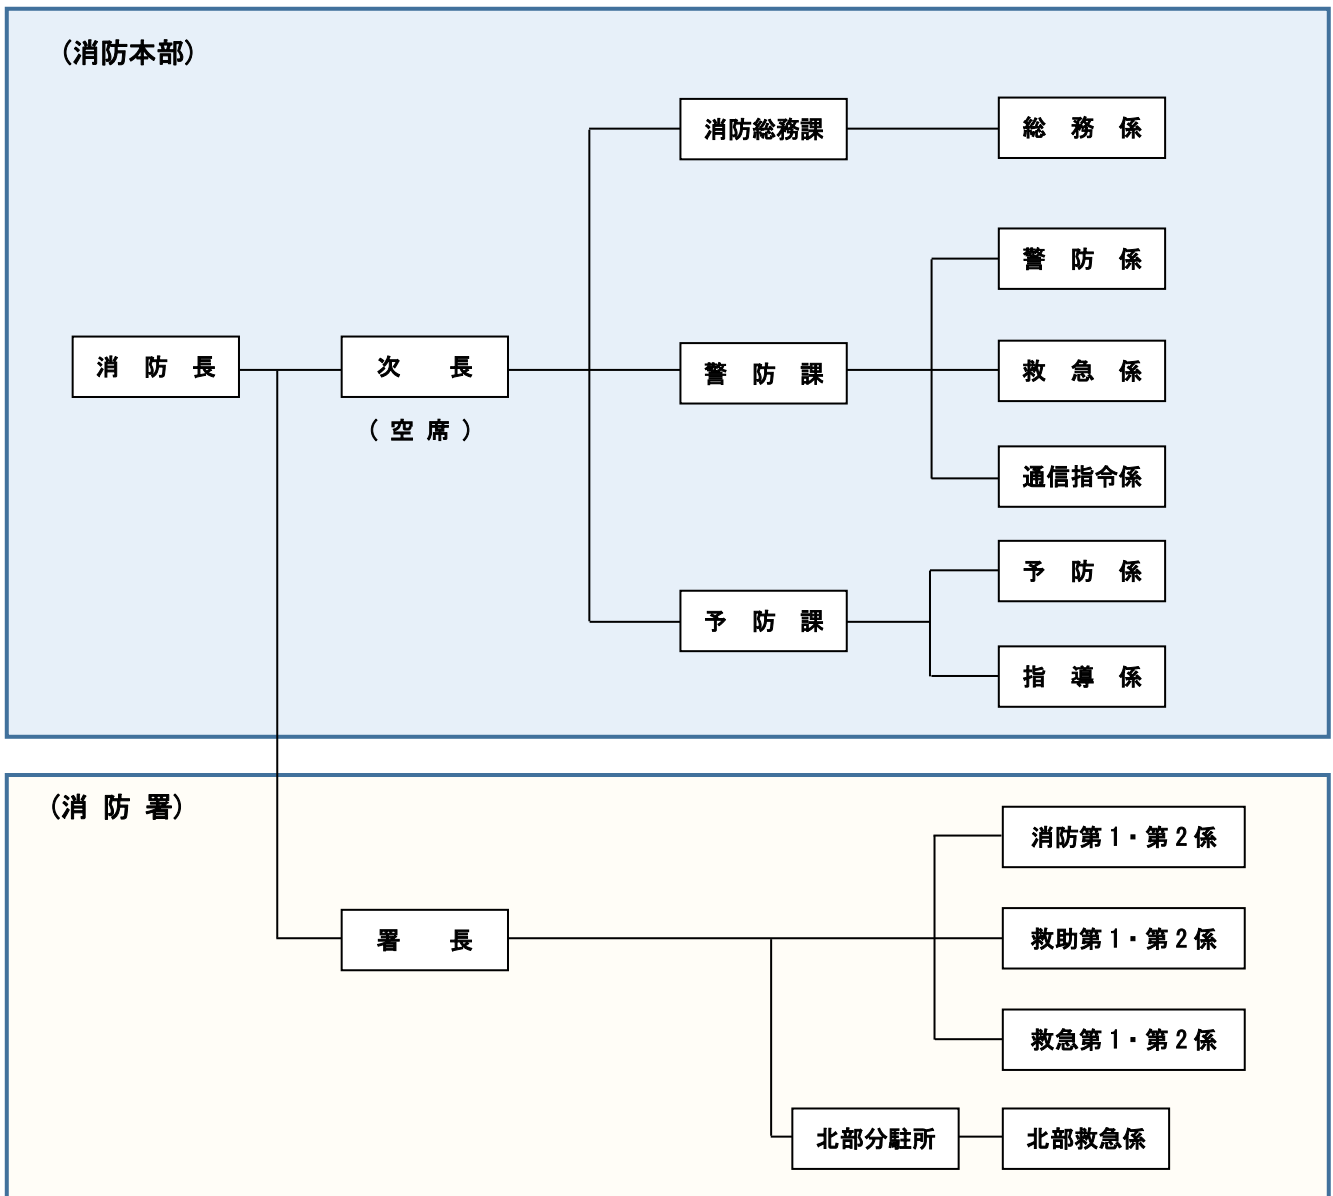 （消防本部）
消防総務課
総　務　係
警　防　係
消　防　長
次　　長
（ 空 席 ）
警　防　課
救　急　係
通信指令係
予　防　課
予　防　係
指　導　係
（消 防 署）
消防第１・第２係
署　　長
救助第１・第２係
救急第１・第２係
北部分駐所
北部救急係